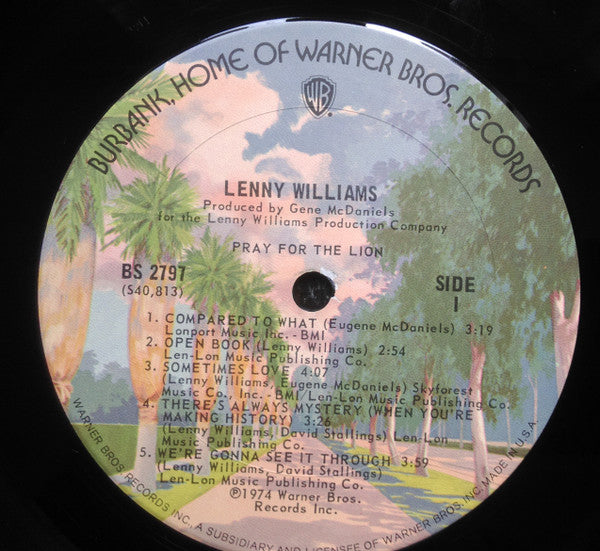 BURBANK, HOME OF WARNER BROS. RECORDS
WB
LENNY WILLIAMS
Produced by Gene McDaniels
for the Lenny Williams Production Company
PRAY FOR THE LION
BS 2797
(S40,813)
SIDE
1
1. COMPARED TO WHAT (Eugene McDaniels) 3:19
Lonport Music Inc. - BMI
2. OPEN BOOK (Lenny Williams) 2:54
Len-Lon Music Publishing Co.
3. SOMETIMES LOVE 4:07
(Lenny Williams, Eugene McDaniels) Skyforest
Music Co., Inc. - BMI/Len-Lon Music Publishing Co.
4. THERE'S ALWAYS MYSTERY (WHEN YOU'RE
MAKING HISTORY) 3:26
(Lenny Williams, David Stallings) Len-Lon
Music Publishing Co.
5. WE'RE GONNA SEE IT THROUGH 3:59
(Lenny Williams, David Stallings)
Len-Lon Music Publishing Co.
℗1974 Warner Bros.
Records Inc.
WARNER BROS. RECORDS INC., A SUBSIDIARY AND LICENSEE OF WARNER BROS. INC. MADE IN U.S.A.